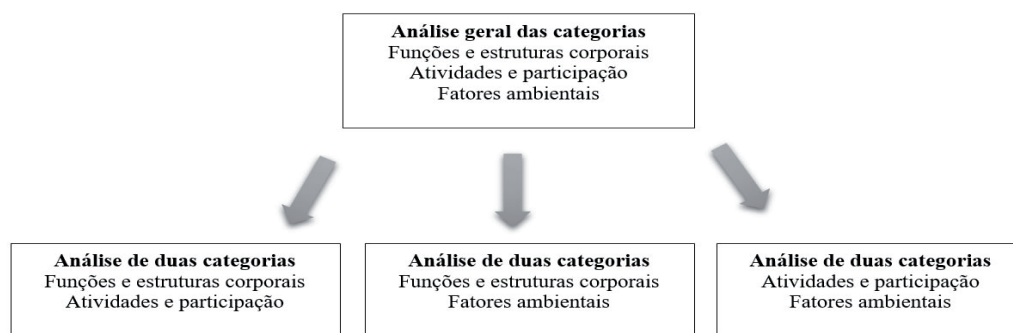 Análise geral das categorias
Funções e estruturas corporais
Atividades e participação
Fatores ambientais
Análise de duas categorias
Funções e estruturas corporais
Atividades e participação
Análise de duas categorias
Funções e estruturas corporais
Fatores ambientais
Análise de duas categorias
Atividades e participação
Fatores ambientais